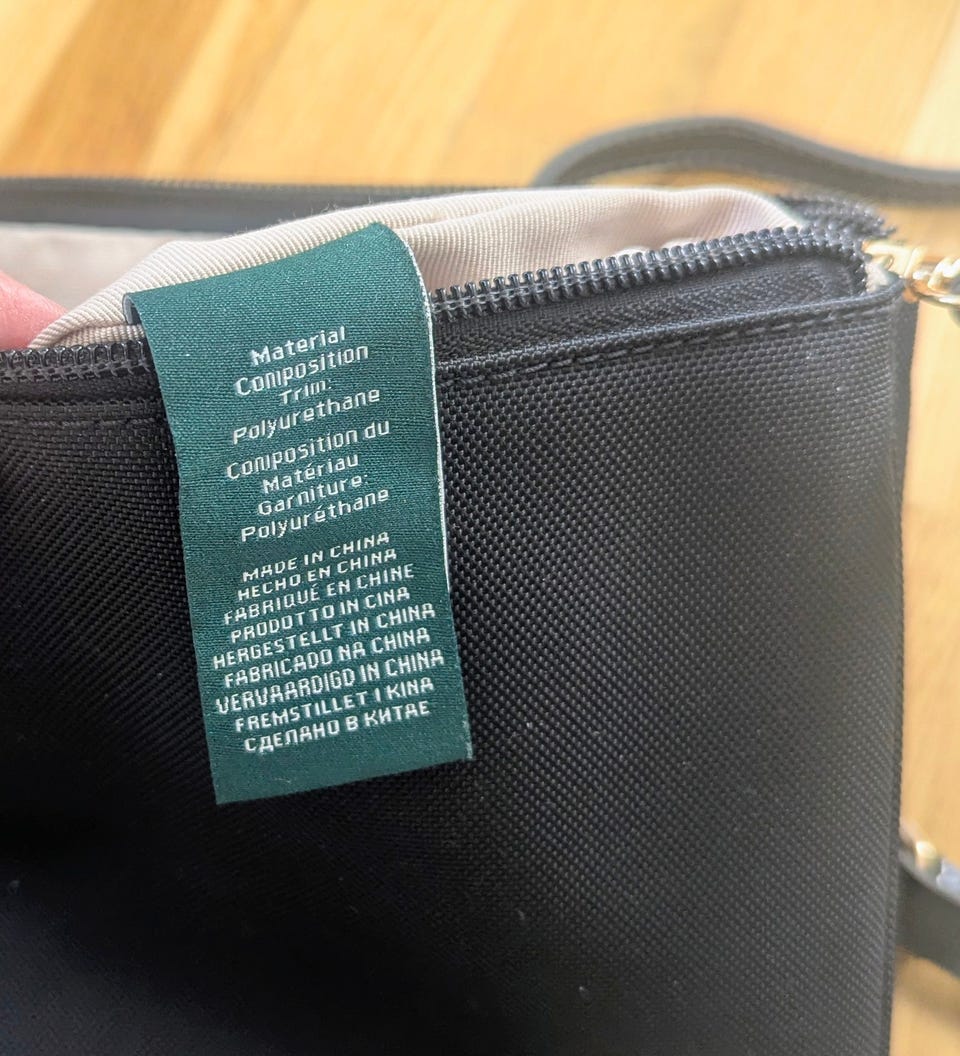 Material
Composition
Trim:
Polyurethane
Composition du
Matériau
Garniture:
Polyuréthane
MADE IN CHINA
HECHO EN CHINA
FABRIQUÉ EN CHINE
PRODOTTO IN CINA
HERGESTELLT IN CHINA
FABRICADO NA CHINA
VERVAARDIGD IN CHINA
FREMSTILLET I KINA
СДЕЛАНО В КИТАЕ